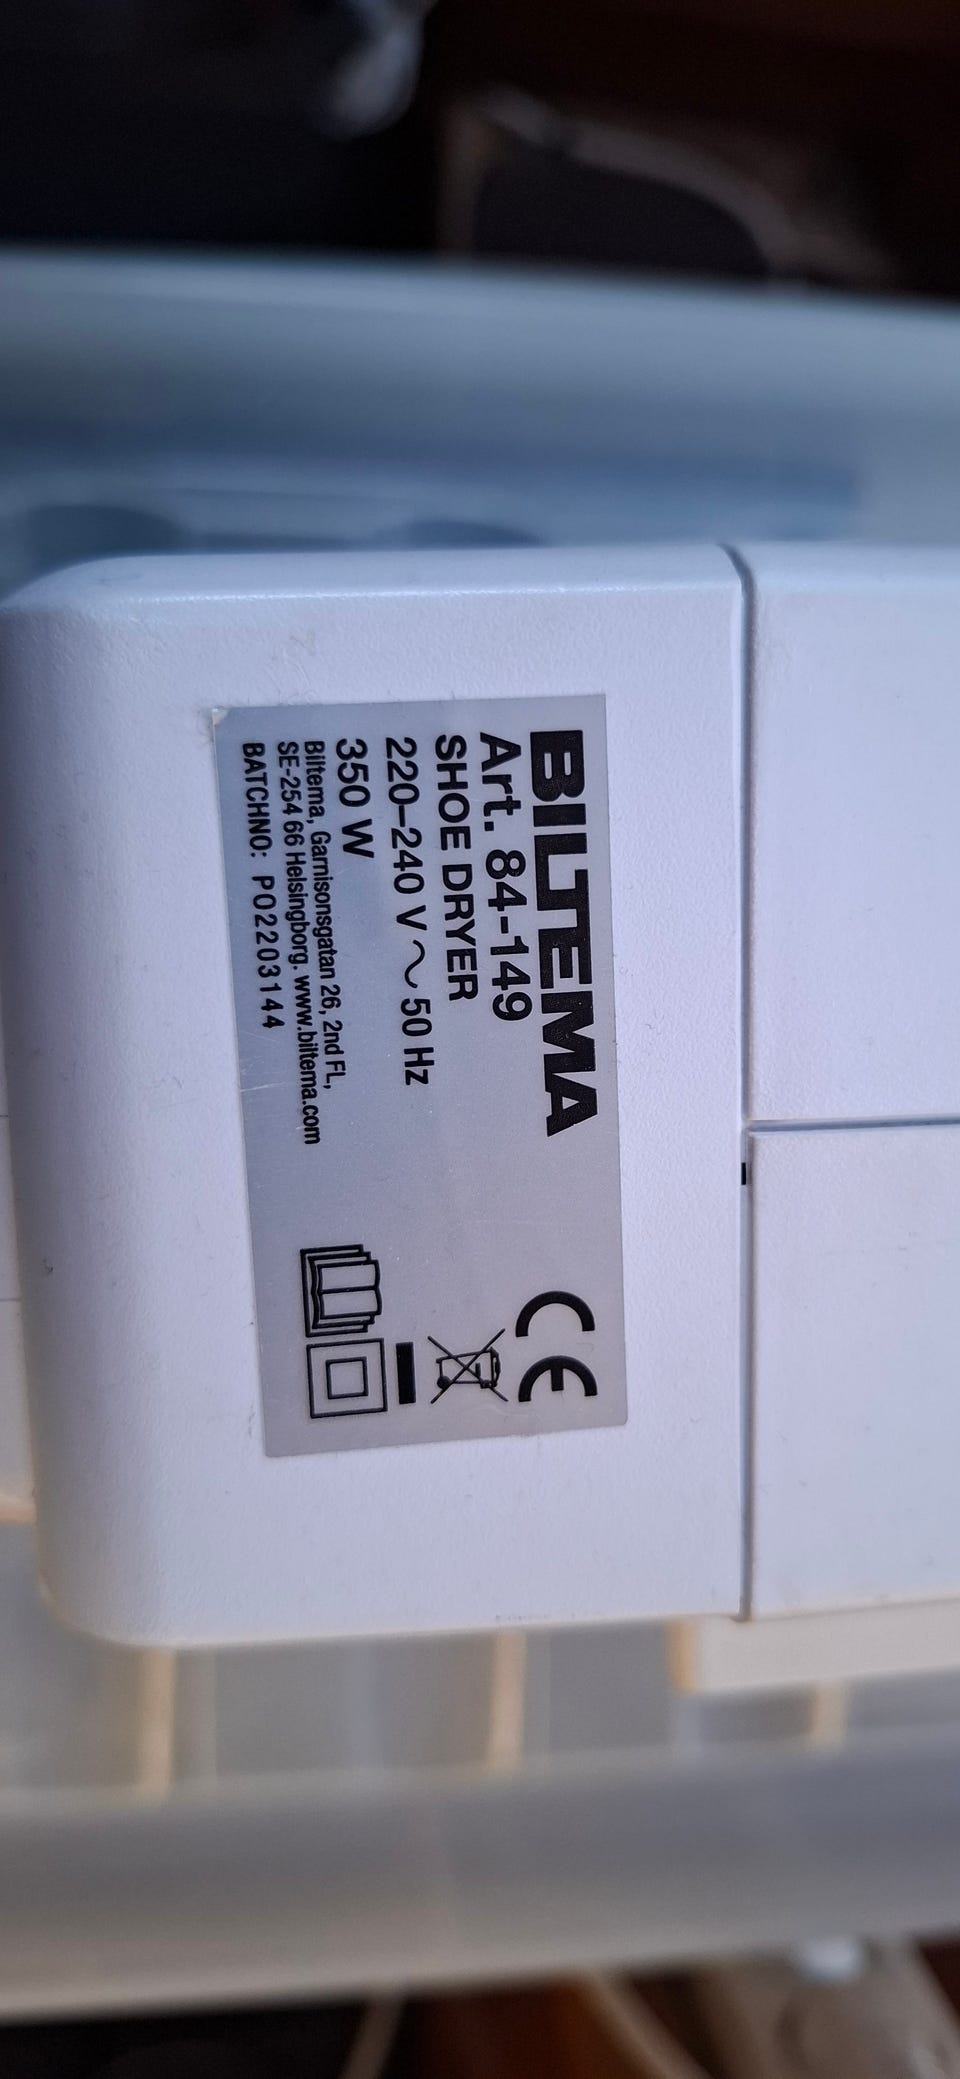 BILTEMA
Art. 84-149
SHOE DRYER
220–240 V ~ 50 Hz
350 W
Biltema, Garnisonsgatan 26, 2nd FL,
SE-254 66 Helsingborg. www.biltema.com
BATCHNO: PO2203144
CE